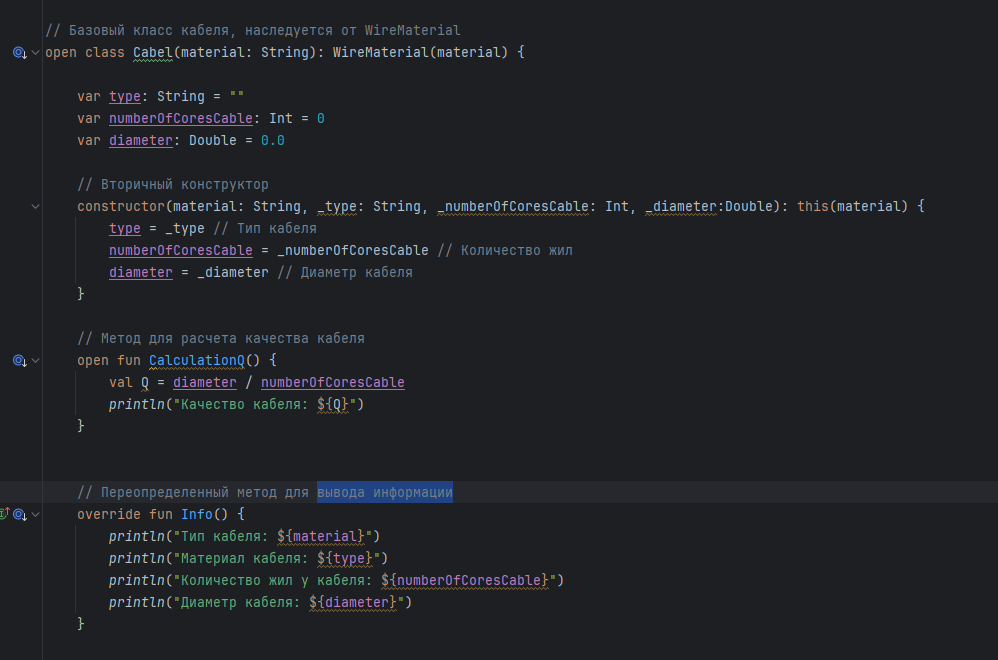 // Базовый класс кабеля, наследуется от WireMaterial
open class Cabel(material: String): WireMaterial(material) {
var type: String = ""
var numberOfCoresCable: Int = 0
var diameter: Double = 0.0
// Вторичный конструктор
constructor(material: String, _type: String, _numberOfCoresCable: Int, _diameter:Double): this(material) {
type = _type // Тип кабеля
numberOfCoresCable = _numberOfCoresCable // Количество жил
diameter = _diameter // Диаметр кабеля
}
// Метод для расчета качества кабеля
open fun CalculationQ() {
val Q = diameter / numberOfCoresCable
println("Качество кабеля: ${Q}")
}
// Переопределенный метод для вывода информации
override fun Info() {
println("Тип кабеля: ${material}")
println("Материал кабеля: ${type}")
println("Количество жил у кабеля: ${numberOfCoresCable}")
println("Диаметр кабеля: ${diameter}")
}